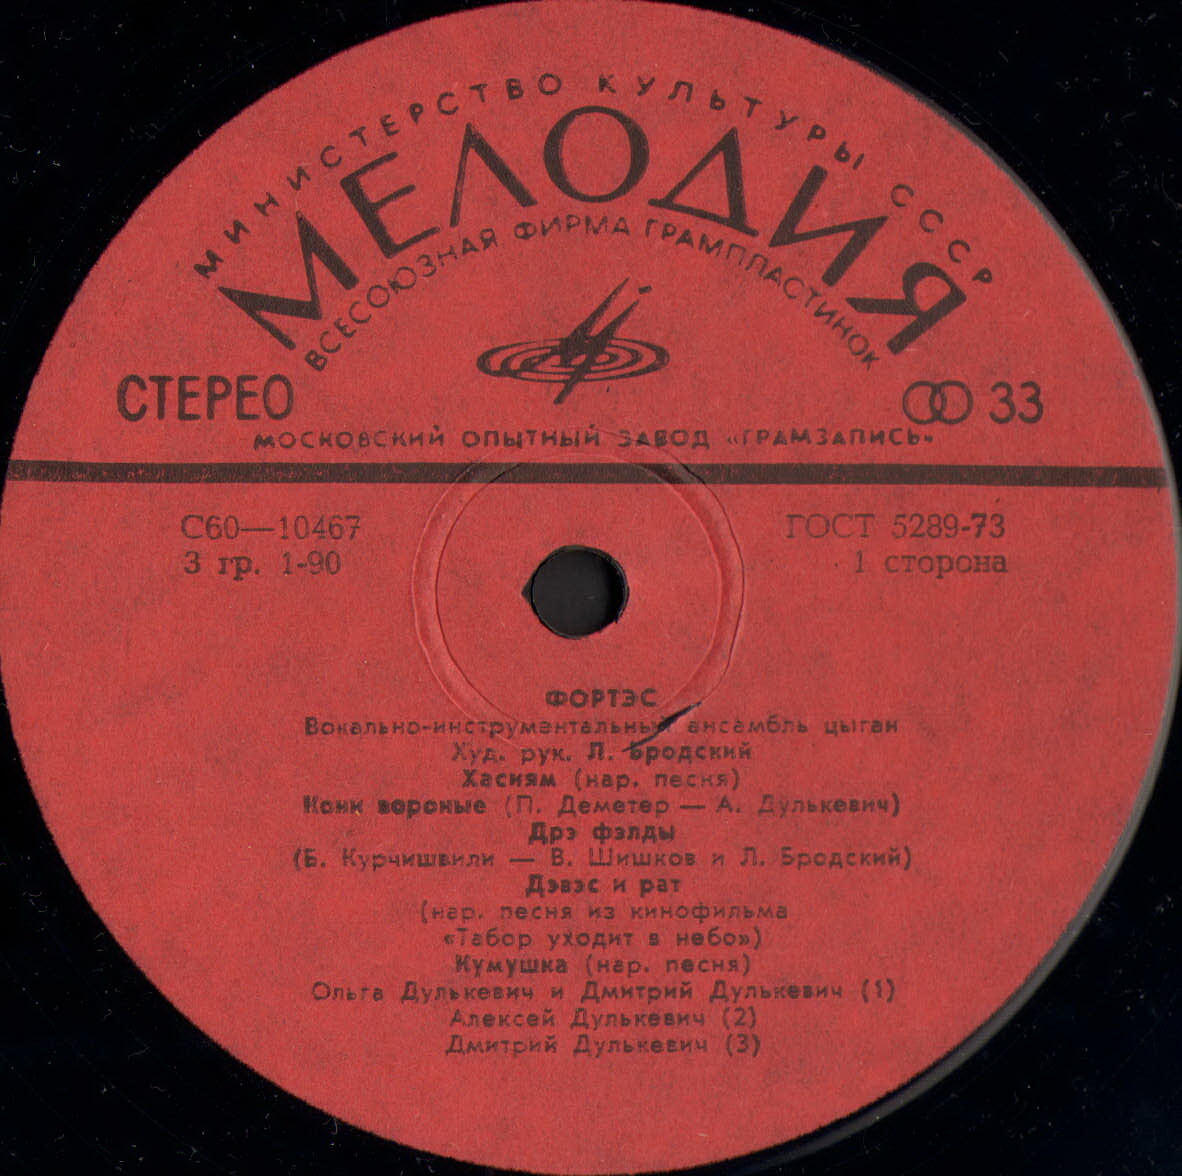 МИНИСТЕРСТВО КУЛЬТУРЫ СССР
МЕЛОДИЯ
ВСЕСОЮЗНАЯ ФИРМА ГРАМПЛАСТИНОК
СТЕРЕО
33
МОСКОВСКИЙ ОПЫТНЫЙ ЗАВОД «ГРАМЗАПИСЬ»
С60—10467
ГОСТ 5289-73
3 гр. 1-90
1 сторона
ФОРТЭС
Вокально-инструментальный ансамбль цыган
Худ. рук. Л. Бродский
Хасиям (нар. песня)
Кони вороные (П. Деметер — А. Дулькевич)
Дрэ фэлды
(Б. Курчишвили — В. Шишков и Л. Бродский)
Дэвэс и рат
(нар. песня из кинофильма
«Табор уходит в небо»)
Кумушка (нар. песня)
Ольга Дулькевич и Дмитрий Дулькевич (1)
Алексей Дулькевич (2)
Дмитрий Дулькевич (3)